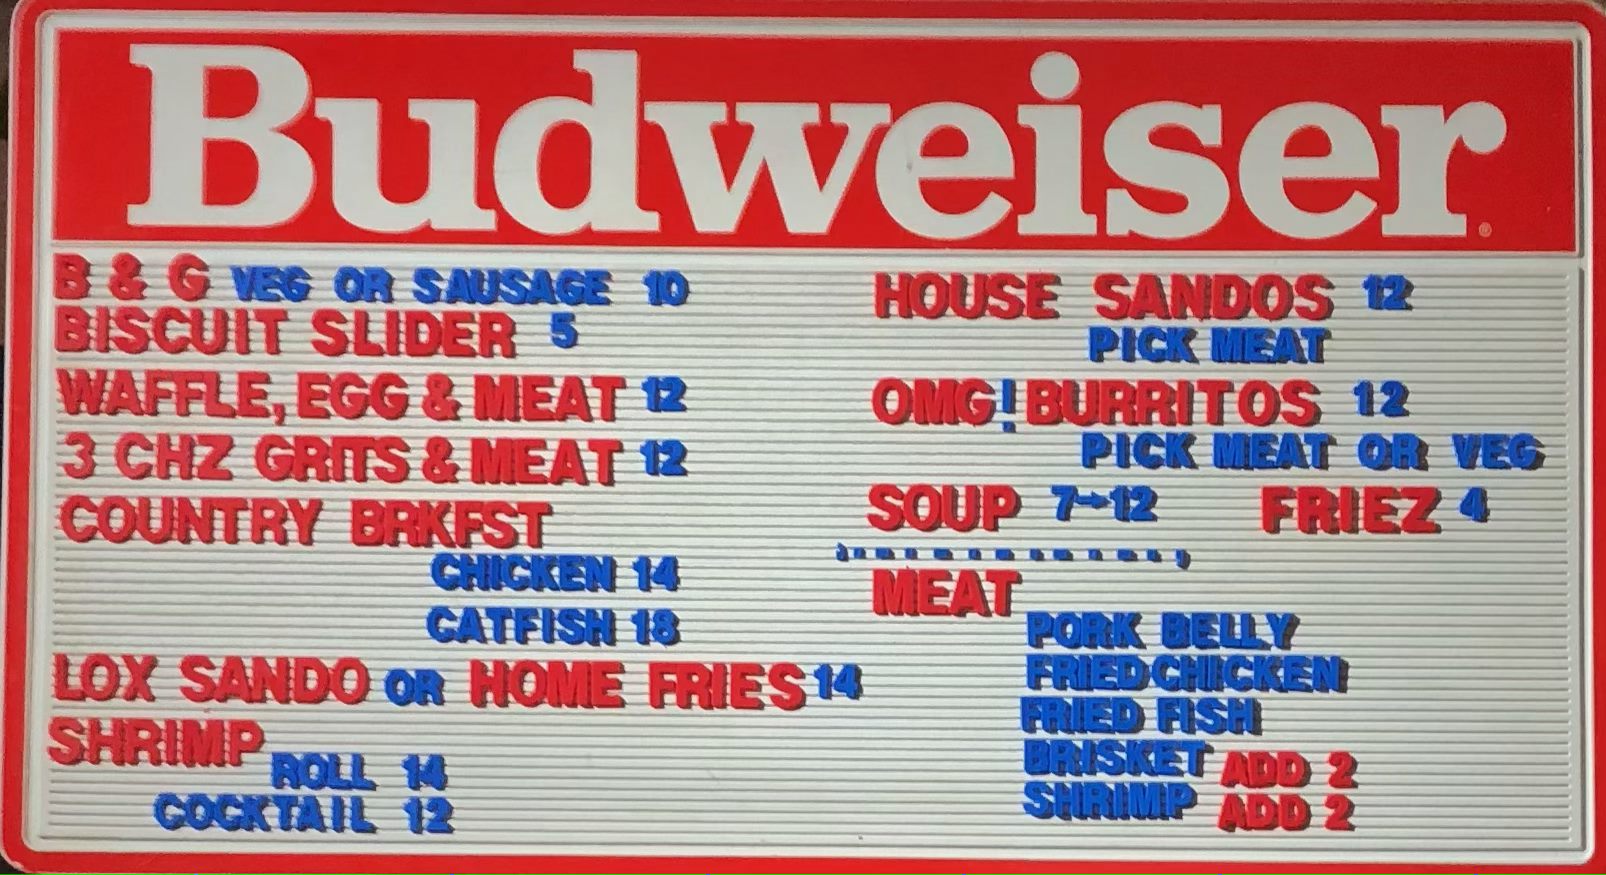 Budweiser®
B & G VEG OR SAUSAGE 10
BISCUIT SLIDER 5
WAFFLE, EGG & MEAT 12
3 CHZ GRITS & MEAT 12
COUNTRY BRKFST
CHICKEN 14
CATFISH 18
LOX SANDO OR HOME FRIES 14
SHRIMP
ROLL 14
COCKTAIL 12
HOUSE SANDOS 12
PICK MEAT
OMG! BURRITOS 12
PICK MEAT OR VEG
SOUP 7→12 FRIEZ 4
MEAT
PORK BELLY
FRIED CHICKEN
FRIED FISH
BRISKET ADD 2
SHRIMP ADD 2